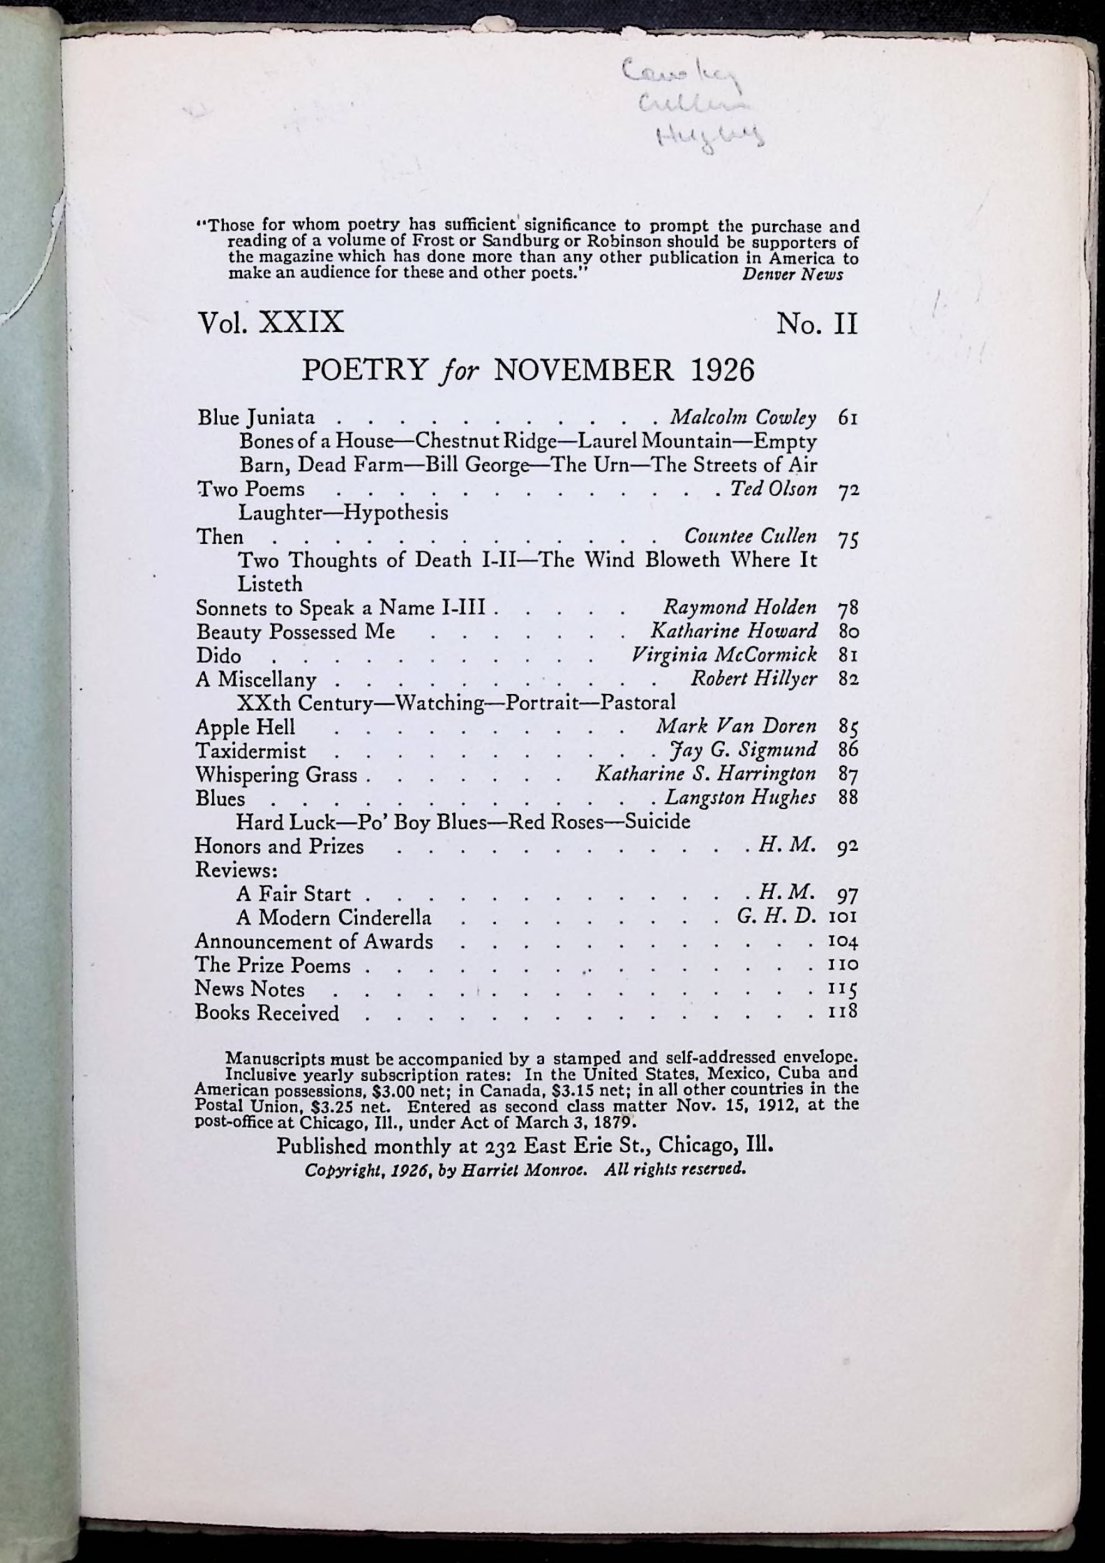 Cowley
Cullen
Hughes
"Those for whom poetry has sufficient significance to prompt the purchase and
reading of a volume of Frost or Sandburg or Robinson should be supporters of
the magazine which has done more than any other publication in America to
make an audience for these and other poets." Denver News
Vol. XXIX No. II
POETRY for NOVEMBER 1926
Blue Juniata . . . . . . . . . . . Malcolm Cowley 61
Bones of a House—Chestnut Ridge—Laurel Mountain—Empty
Barn, Dead Farm—Bill George—The Urn—The Streets of Air
Two Poems . . . . . . . . . . . . . Ted Olson 72
Laughter—Hypothesis
Then . . . . . . . . . . . . . Countee Cullen 75
Two Thoughts of Death I-II—The Wind Bloweth Where It
Listeth
Sonnets to Speak a Name I-III . . . . . Raymond Holden 78
Beauty Possessed Me . . . . . . . Katharine Howard 80
Dido . . . . . . . . . . . Virginia McCormick 81
A Miscellany . . . . . . . . . . . Robert Hillyer 82
XXth Century—Watching—Portrait—Pastoral
Apple Hell . . . . . . . . . . Mark Van Doren 85
Taxidermist . . . . . . . . . . . Jay G. Sigmund 86
Whispering Grass . . . . . . . Katharine S. Harrington 87
Blues . . . . . . . . . . . . . Langston Hughes 88
Hard Luck—Po' Boy Blues—Red Roses—Suicide
Honors and Prizes . . . . . . . . . . . . H. M. 92
Reviews:
A Fair Start . . . . . . . . . . . . . H. M. 97
A Modern Cinderella . . . . . . . . . G. H. D. 101
Announcement of Awards . . . . . . . . . . . . 104
The Prize Poems . . . . . . . . . . . . . . . 110
News Notes . . . . . . . . . . . . . . . . 115
Books Received . . . . . . . . . . . . . . . 118
Manuscripts must be accompanied by a stamped and self-addressed envelope.
Inclusive yearly subscription rates: In the United States, Mexico, Cuba and
American possessions, $3.00 net; in Canada, $3.15 net; in all other countries in the
Postal Union, $3.25 net. Entered as second class matter Nov. 15, 1912, at the
post-office at Chicago, Ill., under Act of March 3, 1879.
Published monthly at 232 East Erie St., Chicago, Ill.
Copyright, 1926, by Harriet Monroe. All rights reserved.